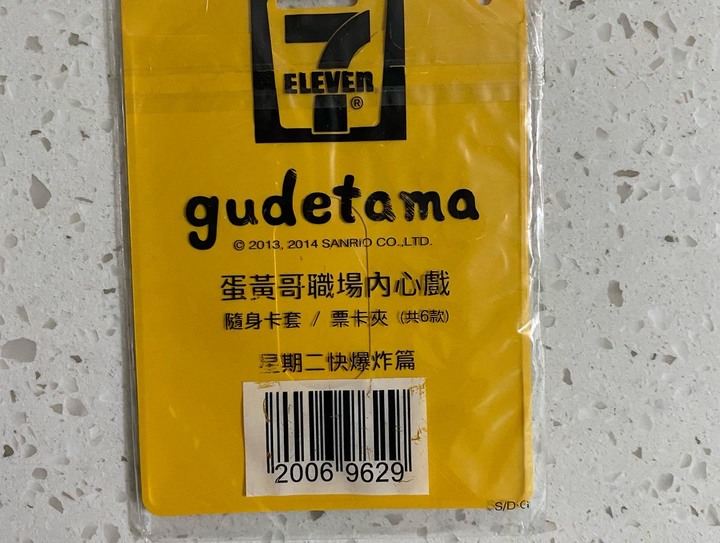 7
ELEVEN
®
gudetama
© 2013, 2014 SANRIO CO.,LTD.
蛋黃哥職場內心戲
隨身卡套 / 票卡夾 (共6款)
星期二快爆炸篇
2006 9629
S/D·G